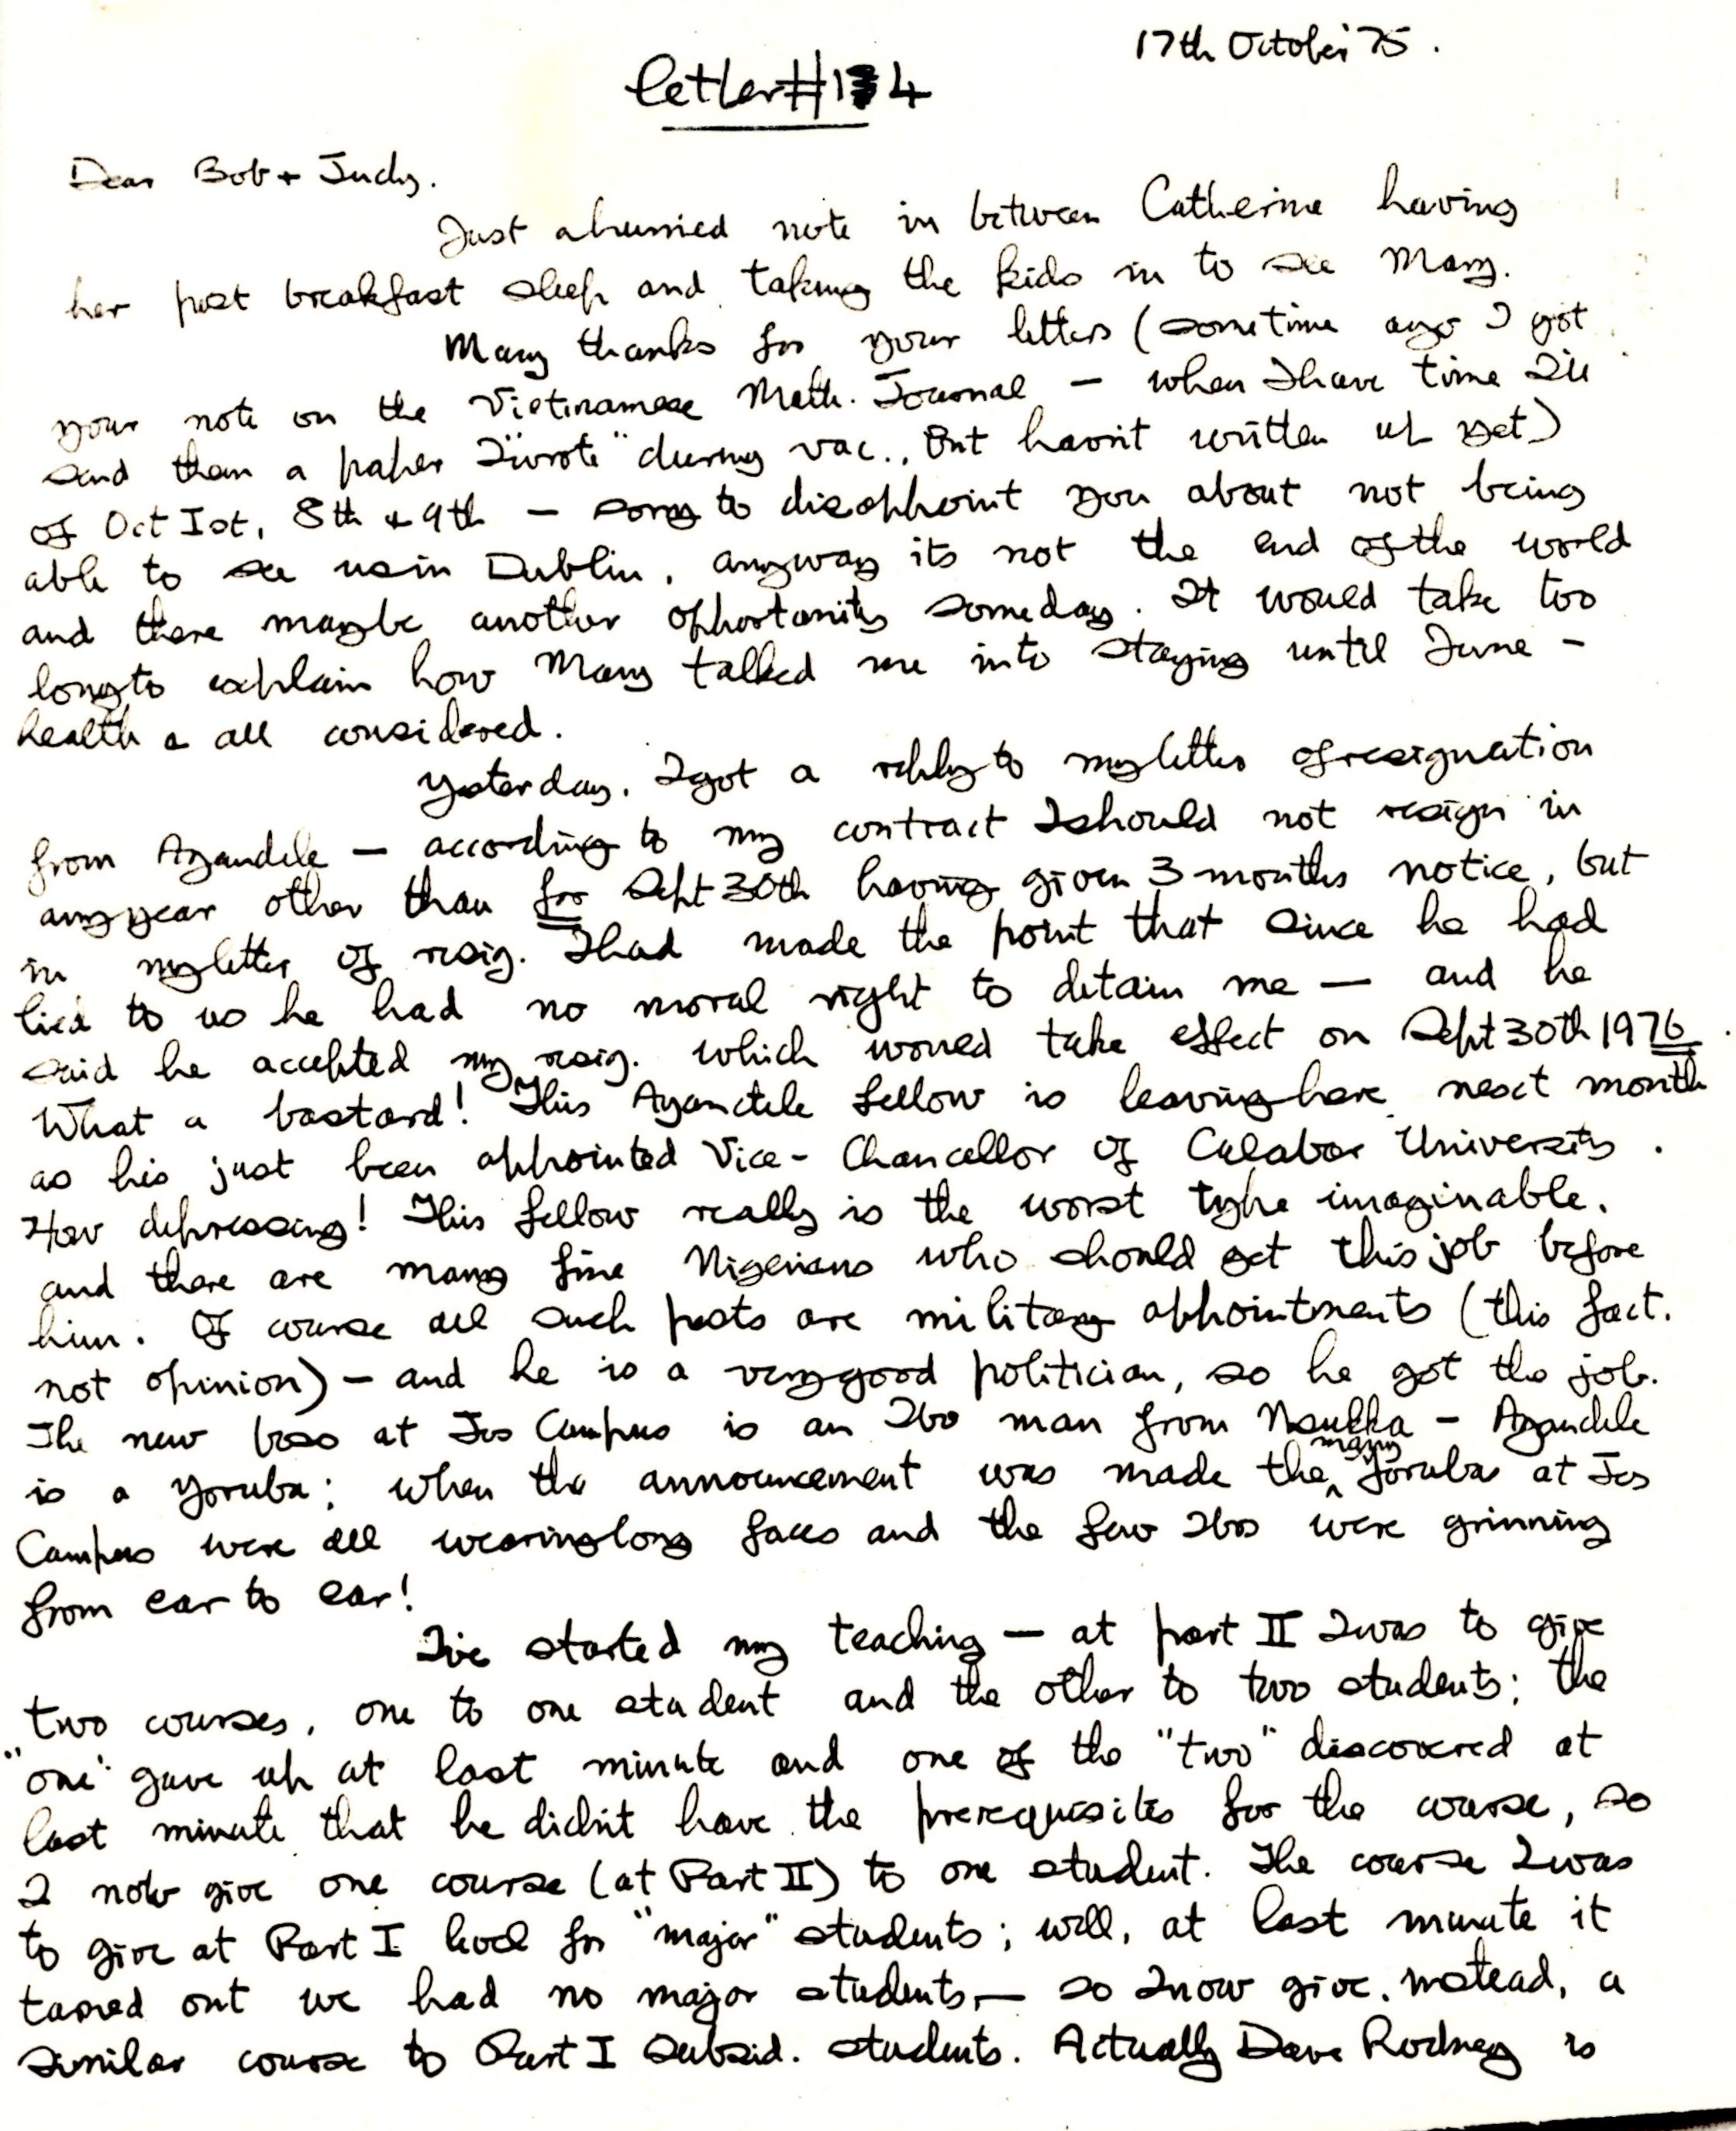 17th October 75.
Letter #14
Dear Bob + Judy.
Just a hurried note in between Catherine having
her post breakfast sleep and taking the kids in to see Mary.
Many thanks for your letters (sometime ago I got
your note on the Vietnamese Math. Journal – when I have time I'll
send them a paper I "wrote" during vac., but havn't written up yet)
of Oct Ist, 8th + 9th – sorry to disappoint you about not being
able to see us in Dublin, anyway its not the end of the world
and there maybe another opportunity someday. It would take too
long to explain how Mary talked me into staying until June –
health & all considered.
Yesterday, I got a reply to my letter of resignation
from Ayandele – according to my contract I should not resign in
any year other than for Sept 30th having given 3 months notice, but
in my letter of resig. I had made the point that since he had
lied to us he had no moral right to detain me — and he
said he accepted my resig. which would take effect on Sept 30th 1976.
What a bastard! This Ayandele fellow is leaving here next month
as his just been appointed Vice-Chancellor of Calabar University.
How depressing! This fellow really is the worst type imaginable,
and there are many fine Nigerians who should get this job before
him. Of course all such posts are military appointments (this fact,
not opinion) – and he is a very good politician, so he got the job.
The new boss at Jos Campus is an Ibo man from Nsukka – Ayandele
is a Yoruba; when the announcement was made the many Yorubas at Jos
Campus were all wearing long faces and the few Ibos were grinning
from ear to ear!
I've started my teaching — at part II I was to give
two courses, one to one student and the other to two students; the
"one" gave up at last minute and one of the "two" discovered at
last minute that he didn't have the prerequisites for the course, so
I now give one course (at Part II) to one student. The course I was
to give at Part I level for "major" students; well, at last minute it
turned out we had no major students — so I now give, instead, a
similar course to Part I subsid. students. Actually Dave Rodney is